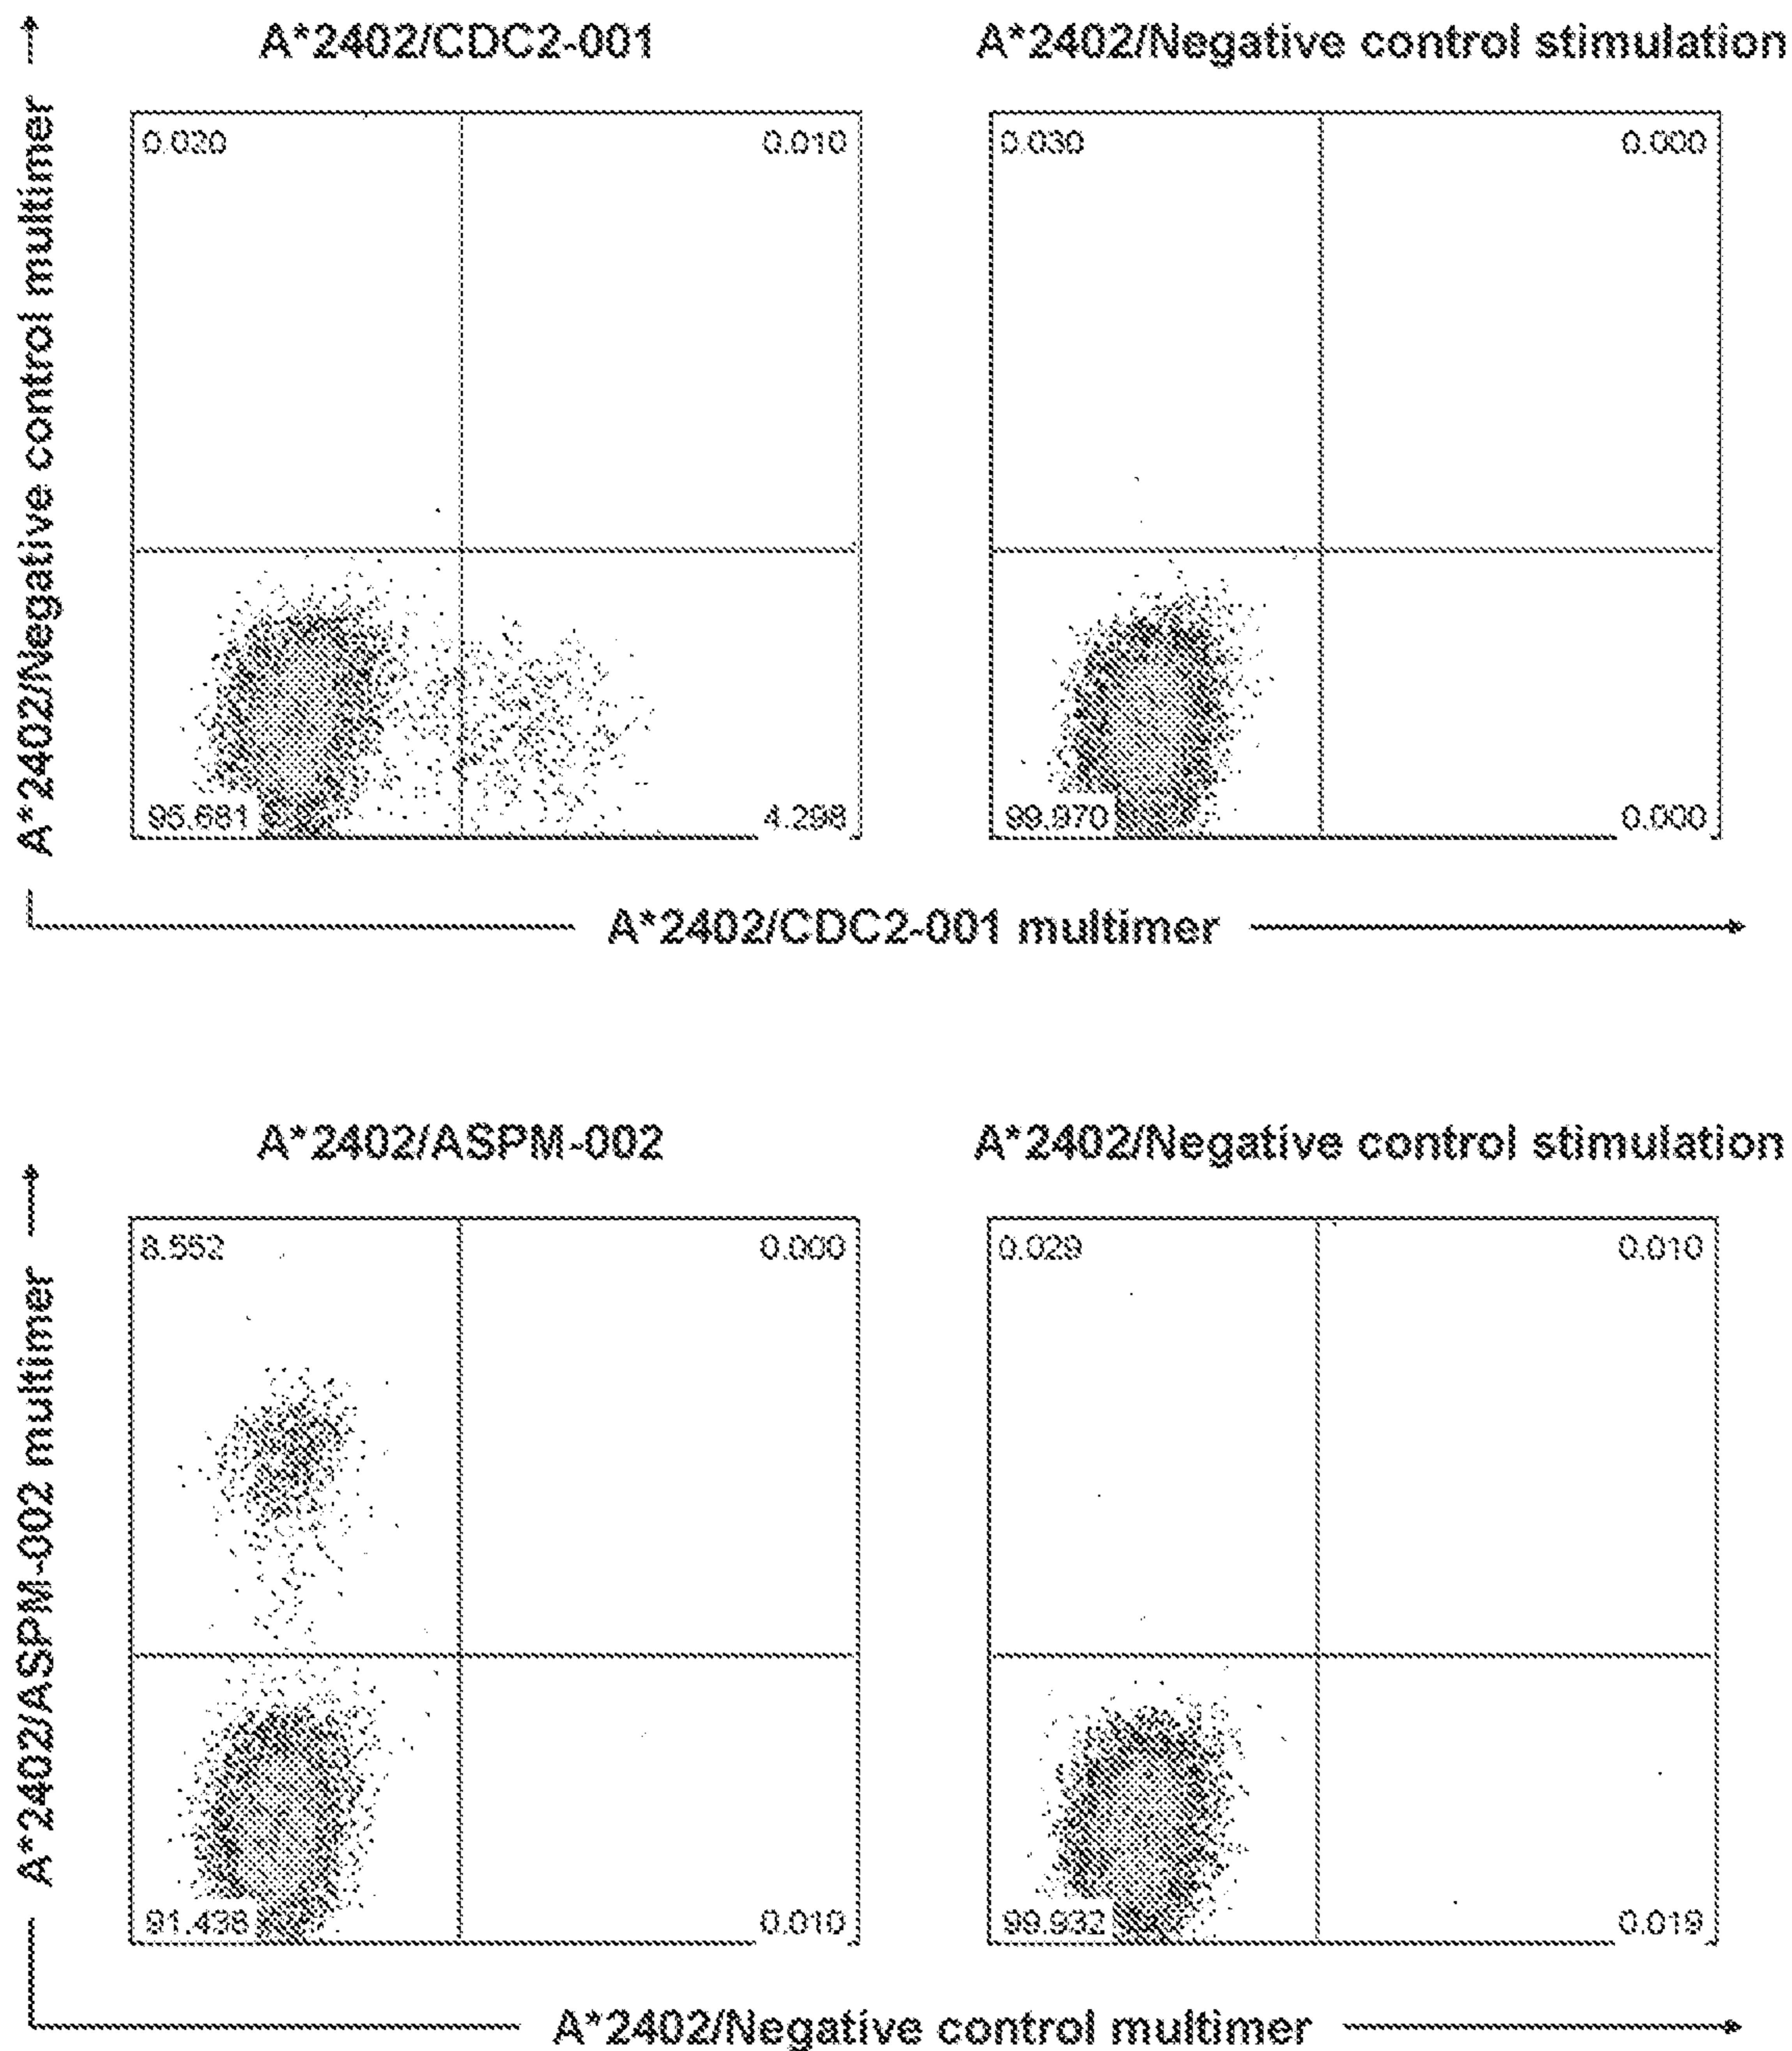 A*2402/CDC2-001
A*2402/Negative control stimulation
A*2402/Negative control multimer
0.020
0.010
95.681
4.298
0.030
0.000
99.970
0.000
A*2402/CDC2-001 multimer
A*2402/ASPM-002
A*2402/Negative control stimulation
A*2402/ASPM-002 multimer
8.552
0.000
91.438
0.010
0.029
0.010
99.932
0.019
A*2402/Negative control multimer